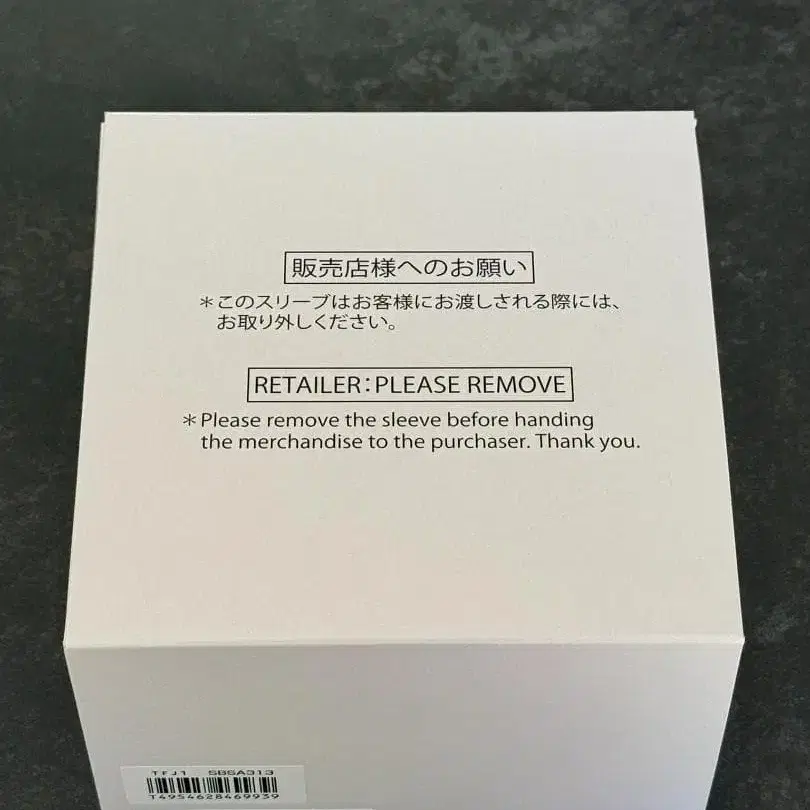 販売店様へのお願い
＊このスリーブはお客様にお渡しされる際には、
お取り外しください。
RETAILER:PLEASE REMOVE
＊Please remove the sleeve before handing
the merchandise to the purchaser. Thank you.
TFJ1 SBSA313
T4954628469939